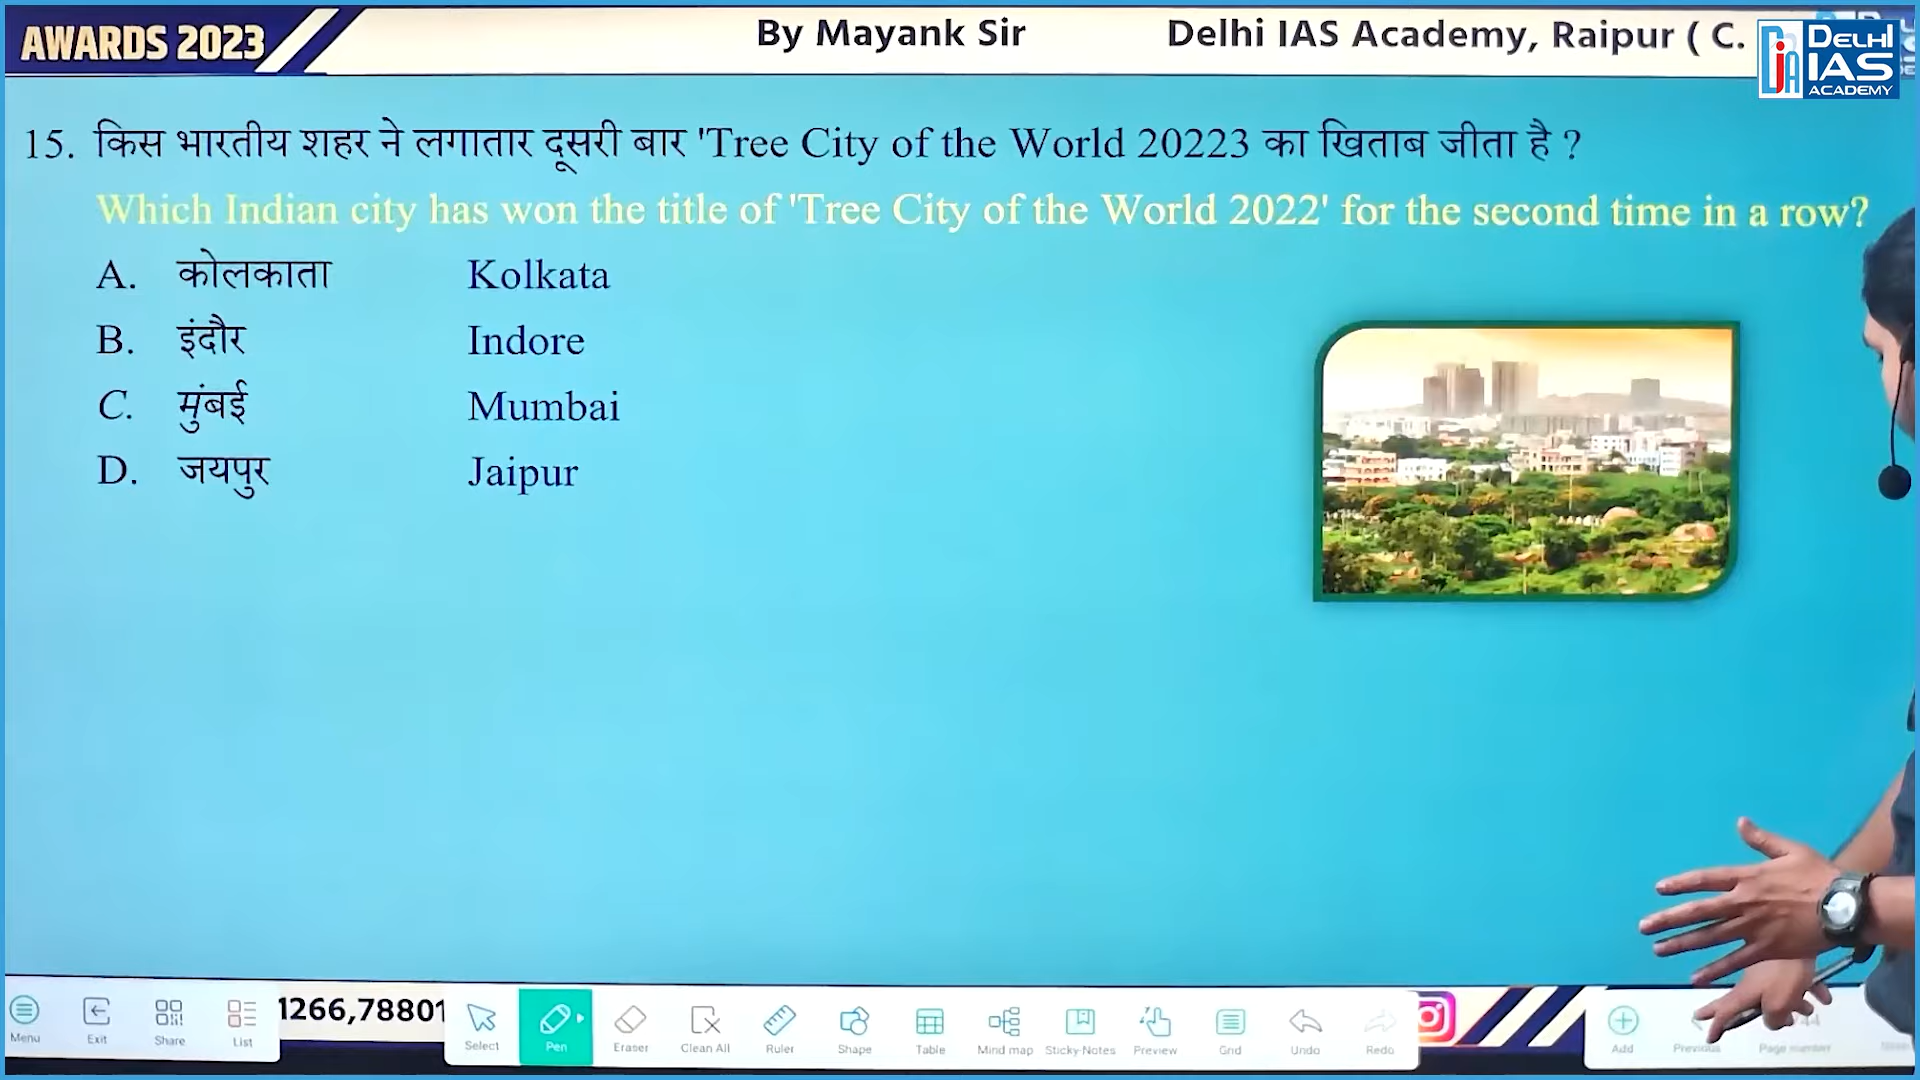 AWARDS 2023
By Mayank Sir
Delhi IAS Academy, Raipur ( C.
DELHI
IAS
ACADEMY
15. किस भारतीय शहर ने लगातार दूसरी बार 'Tree City of the World 20223 का खिताब जीता है ?
Which Indian city has won the title of 'Tree City of the World 2022' for the second time in a row?
A. कोलकाता Kolkata
B. इंदौर Indore
C. मुंबई Mumbai
D. जयपुर Jaipur
1266,78801
Menu Exit Share List Select Pen Eraser Clean All Ruler Shape Table Mind map Sticky Notes Preview Grid Undo Redo Add Previous Page number